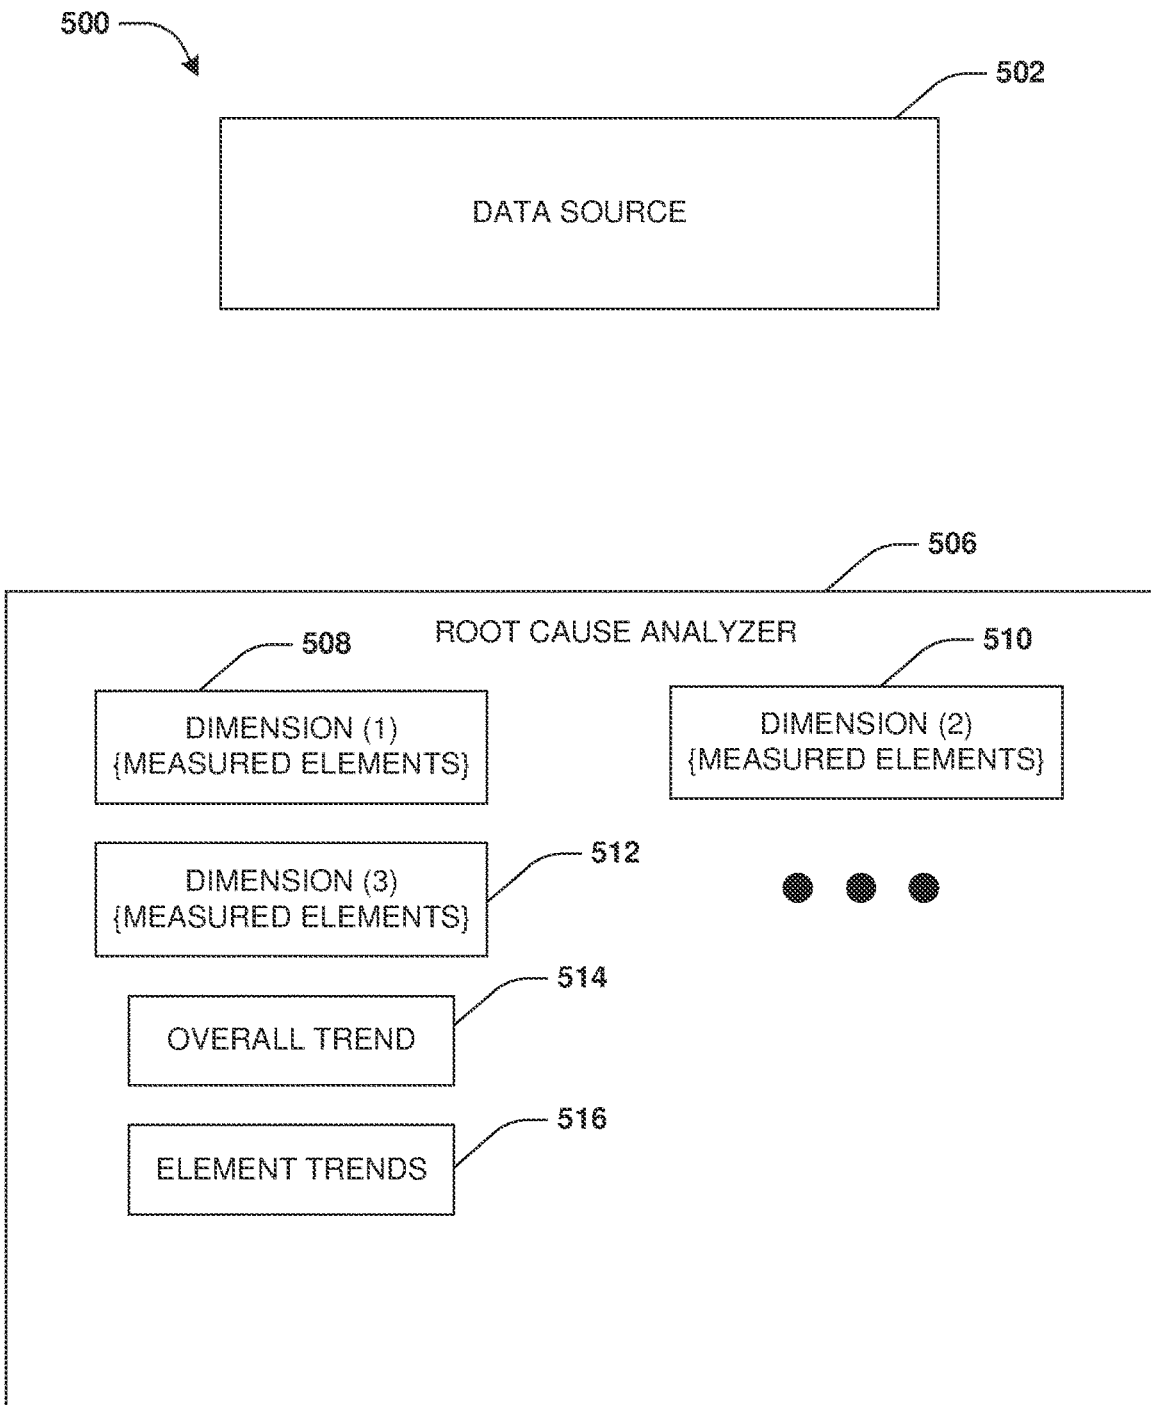 500
502
DATA SOURCE
506
ROOT CAUSE ANALYZER
508
510
DIMENSION (1)
{MEASURED ELEMENTS}
DIMENSION (2)
{MEASURED ELEMENTS}
512
DIMENSION (3)
{MEASURED ELEMENTS}
514
OVERALL TREND
516
ELEMENT TRENDS